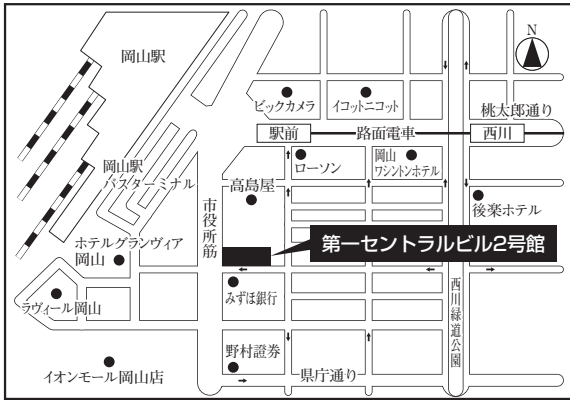 岡山駅
N
ビックカメラ
イコットニコット
桃太郎通り
駅前
路面電車
西川
岡山駅
バスターミナル
ローソン
岡山
ワシントンホテル
高島屋
後楽ホテル
市役所筋
ホテルグランヴィア
岡山
第一セントラルビル2号館
ラヴィール岡山
みずほ銀行
西川緑道公園
野村證券
県庁通り
イオンモール岡山店